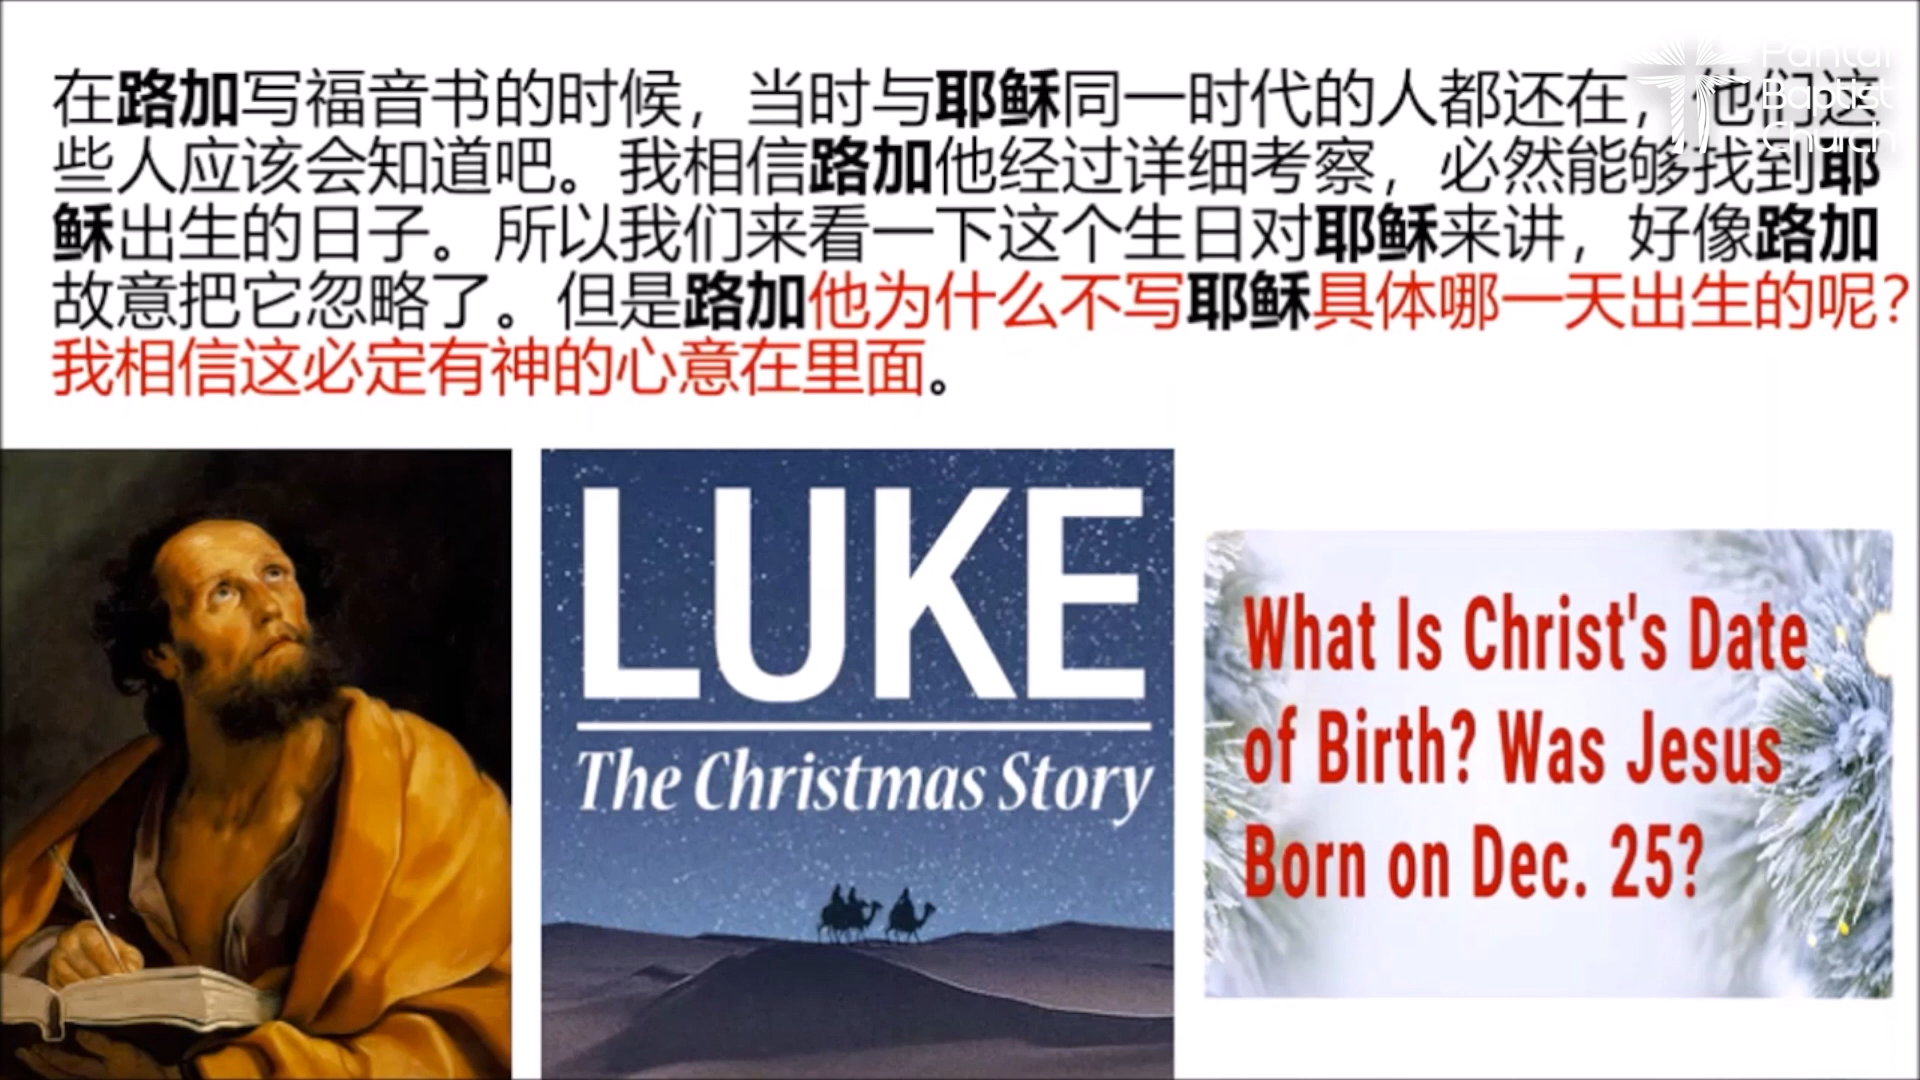 在路加写福音书的时候，当时与耶稣同一时代的人都还在，他们这
些人应该会知道吧。我相信路加他经过详细考察，必然能够找到耶
稣出生的日子。所以我们来看一下这个生日对耶稣来讲，好像路加
故意把它忽略了。但是路加他为什么不写耶稣具体哪一天出生的呢？
我相信这必定有神的心意在里面。
Pantai
Baptist
Church
LUKE
The Christmas Story
What Is Christ's Date
of Birth? Was Jesus
Born on Dec. 25?